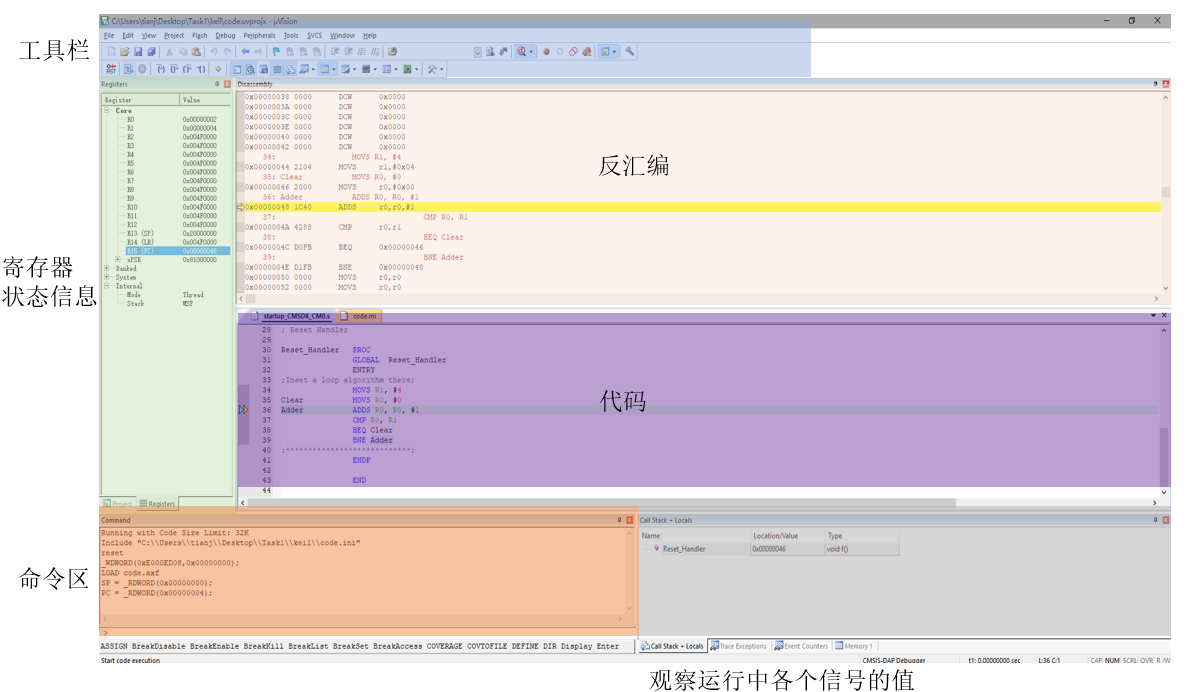 C:\Users\tianj\Desktop\Task1\keil\code.uvprojx - µVision
File Edit View Project Flash Debug Peripherals Tools SVCS Window Help
工具栏
Registers
Register Value
Core
R0 0x00000002
R1 0x00000004
R2 0x004F0000
R3 0x004F0000
R4 0x004F0000
R5 0x004F0000
R6 0x004F0000
R7 0x004F0000
R8 0x004F0000
R9 0x004F0000
R10 0x004F0000
R11 0x004F0000
R12 0x004F0000
R13 (SP) 0x20000000
R14 (LR) 0x004F0000
R15 (PC) 0x00000048
xPSR 0x81000000
Banked
System
Internal
Mode Thread
Stack MSP
寄存器
状态信息
Project Registers
Disassembly
0x00000038 0000 DCW 0x0000
0x0000003A 0000 DCW 0x0000
0x0000003C 0000 DCW 0x0000
0x0000003E 0000 DCW 0x0000
0x00000040 0000 DCW 0x0000
0x00000042 0000 DCW 0x0000
34: MOVS R1, #4
0x00000044 2104 MOVS r1,#0x04
35: Clear MOVS R0, #0
0x00000046 2000 MOVS r0,#0x00
36: Adder ADDS R0, R0, #1
0x00000048 1C40 ADDS r0,r0,#1
37: CMP R0, R1
0x0000004A 4288 CMP r0,r1
38: BEQ Clear
0x0000004C D0FB BEQ 0x00000046
39: BNE Adder
0x0000004E D1FB BNE 0x00000048
0x00000050 0000 MOVS r0,r0
0x00000052 0000 MOVS r0,r0
反汇编
startup_CMSDK_CM0.s code.ini
28 ; Reset Handler
29
30 Reset_Handler PROC
31 GLOBAL Reset_Handler
32 ENTRY
33 ;Inset a loop algorithm there;
34 MOVS R1, #4
35 Clear MOVS R0, #0
36 Adder ADDS R0, R0, #1
37 CMP R0, R1
38 BEQ Clear
39 BNE Adder
40 ;****************************;
41 ENDP
42
43 END
44
代码
Command
Running with Code Size Limit: 32K
Include "C:\\Users\\tianj\\Desktop\\Task1\\keil\\code.ini"
reset
_WDWORD(0xE000ED08,0x00000000);
LOAD code.axf
SP = _RDWORD(0x00000000);
PC = _RDWORD(0x00000004);
>
命令区
ASSIGN BreakDisable BreakEnable BreakKill BreakList BreakSet BreakAccess COVERAGE COVTOFILE DEFINE DIR Display Enter
Call Stack + Locals
Name Location/Value Type
Reset_Handler 0x00000046 void f()
Call Stack + Locals Trace Exceptions Event Counters Memory 1
Start code execution CMSIS-DAP Debugger t1: 0.00000000 sec L:36 C:1 CAP NUM SCRL OVR R/W
观察运行中各个信号的值